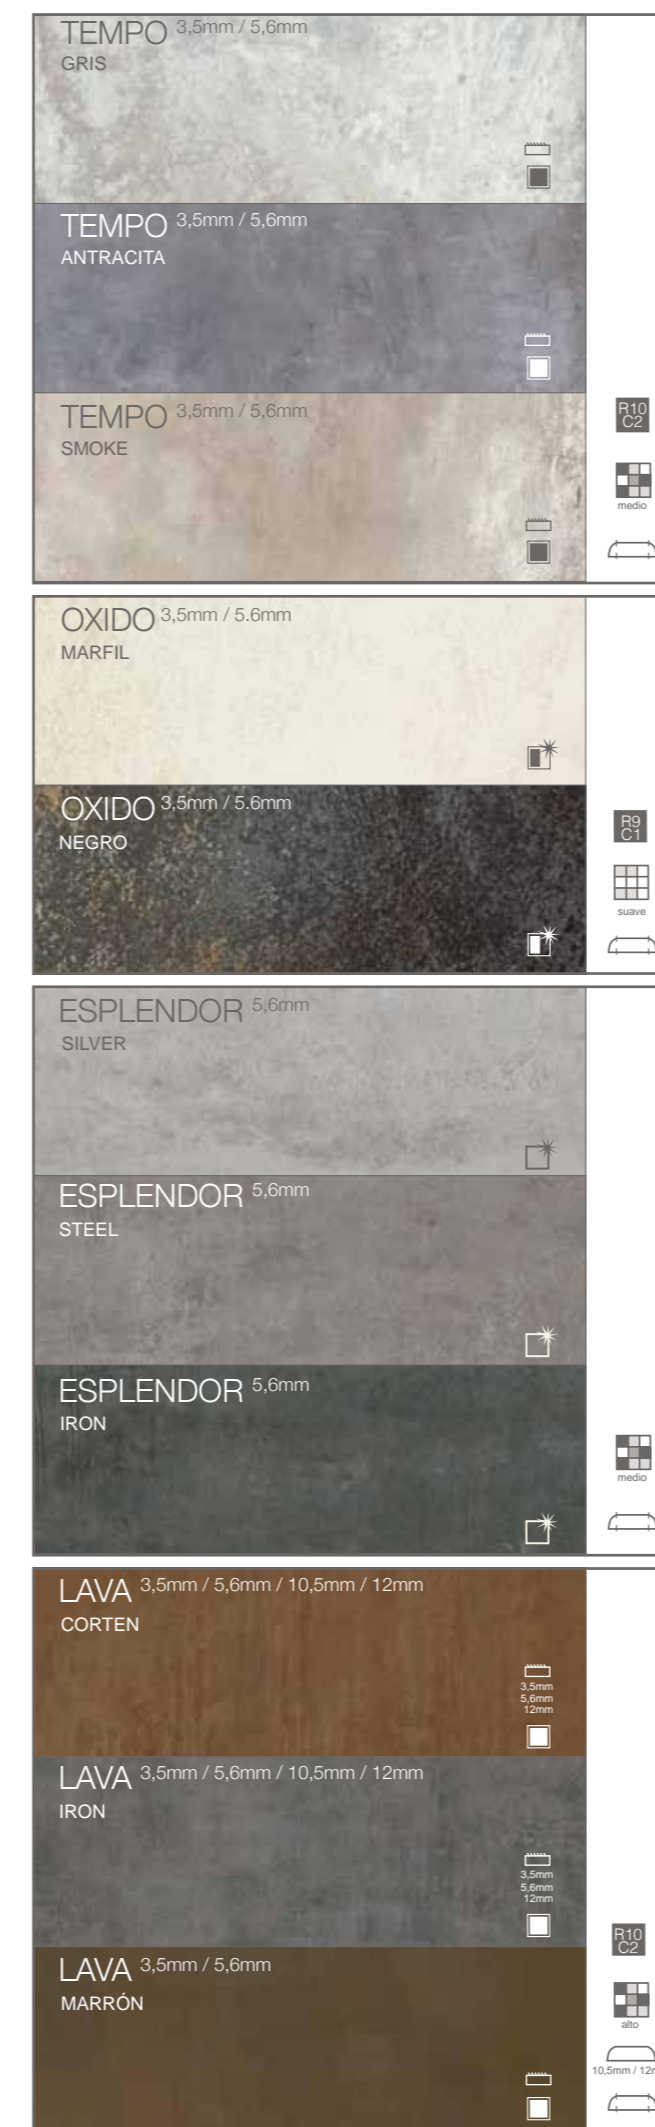 TEMPO 3,5mm / 5,6mm
GRIS
TEMPO 3,5mm / 5,6mm
ANTRACITA
TEMPO 3,5mm / 5,6mm
SMOKE
R10
C2
medio
OXIDO 3,5mm / 5.6mm
MARFIL
OXIDO 3,5mm / 5.6mm
NEGRO
R9
C1
suave
ESPLENDOR 5,6mm
SILVER
ESPLENDOR 5,6mm
STEEL
ESPLENDOR 5,6mm
IRON
medio
LAVA 3,5mm / 5,6mm / 10,5mm / 12mm
CORTEN
3,5mm
5,6mm
12mm
LAVA 3,5mm / 5,6mm / 10,5mm / 12mm
IRON
3,5mm
5,6mm
12mm
LAVA 3,5mm / 5,6mm
MARRÓN
R10
C2
alto
10,5mm /